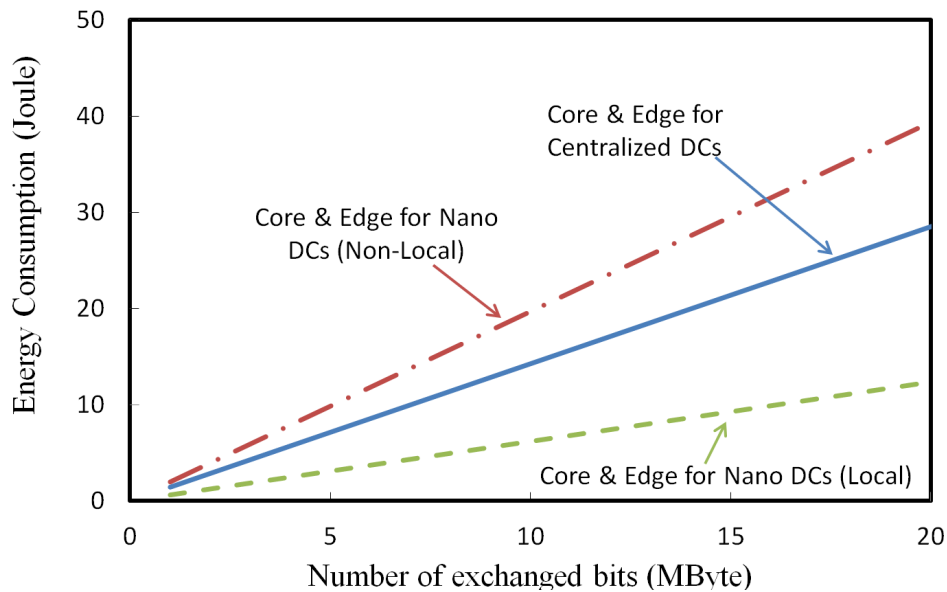 50
40
30
20
10
0
Energy Consumption (Joule)
Core & Edge for
Centralized DCs
Core & Edge for Nano
DCs (Non-Local)
Core & Edge for Nano DCs (Local)
0 5 10 15 20
Number of exchanged bits (MByte)